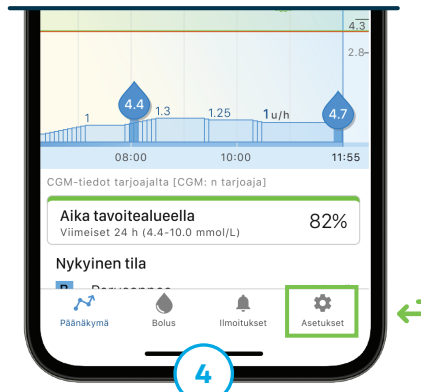 4.3
2.8
4.4
4.7
1
1.3
1.25
1 u/h
08:00
10:00
11:55
CGM-tiedot tarjoajalta [CGM: n tarjoaja]
Aika tavoitealueella
82%
Viimeiset 24 h (4.4-10.0 mmol/L)
Nykyinen tila
Päänäkymä
Bolus
Ilmoitukset
Asetukset
4